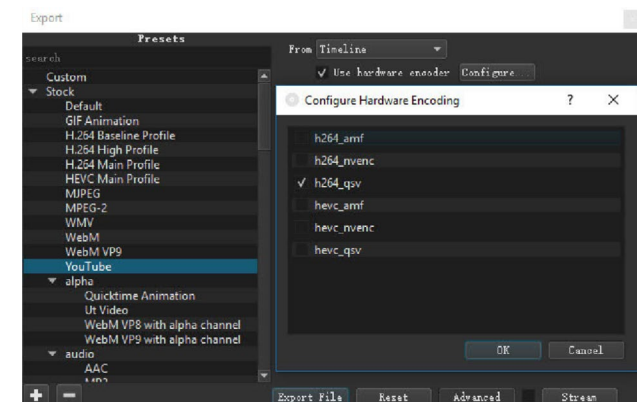 Export
Presets
search
Custom
Stock
Default
GIF Animation
H.264 Baseline Profile
H.264 High Profile
H.264 Main Profile
HEVC Main Profile
MJPEG
MPEG-2
WMV
WebM
WebM VP9
YouTube
alpha
Quicktime Animation
Ut Video
WebM VP8 with alpha channel
WebM VP9 with alpha channel
audio
AAC
MP3
From Timeline
Use hardware encoder Configure...
Configure Hardware Encoding ?
h264_amf
h264_nvenc
h264_qsv
hevc_amf
hevc_nvenc
hevc_qsv
OK Cancel
Export File Reset Advanced Stream